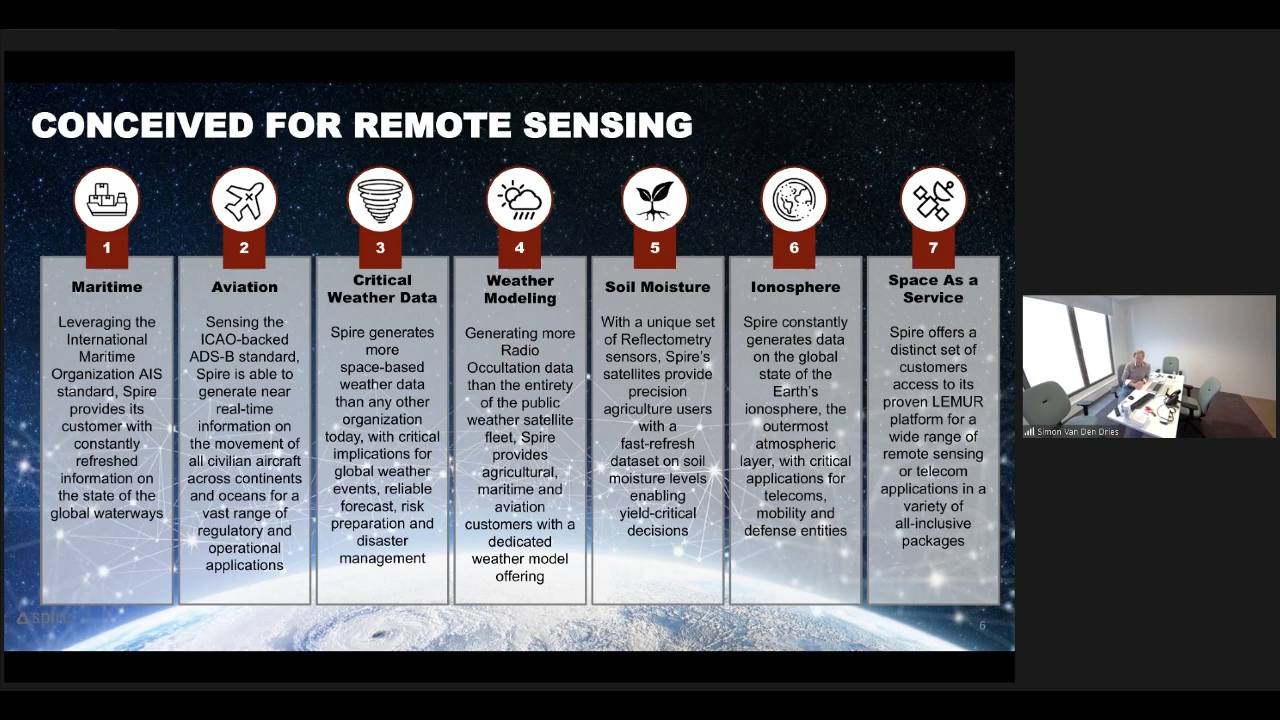 CONCEIVED FOR REMOTE SENSING
1
Maritime
Leveraging the
International
Maritime
Organization AIS
standard, Spire
provides its
customer with
constantly
refreshed
information on
the state of the
global waterways
2
Aviation
Sensing the
ICAO-backed
ADS-B standard,
Spire is able to
generate near
real-time
information on
the movement of
all civilian aircraft
across continents
and oceans for a
vast range of
regulatory and
operational
applications
3
Critical
Weather Data
Spire generates
more
space-based
weather data
than any other
organization
today, with critical
implications for
global weather
events, reliable
forecast, risk
preparation and
disaster
management
4
Weather
Modeling
Generating more
Radio
Occultation data
than the entirety
of the public
weather satellite
fleet, Spire
provides
agricultural,
maritime and
aviation
customers with a
dedicated
weather model
offering
5
Soil Moisture
With a unique set
of Reflectometry
sensors, Spire's
satellites provide
precision
agriculture users
with a
fast-refresh
dataset on soil
moisture levels
enabling
yield-critical
decisions
6
Ionosphere
Spire constantly
generates data
on the global
state of the
Earth's
ionosphere, the
outermost
atmospheric
layer, with critical
applications for
telecoms,
mobility and
defense entities
7
Space As a
Service
Spire offers a
distinct set of
customers
access to its
proven LEMUR
platform for a
wide range of
remote sensing
or telecom
applications in a
variety of
all-inclusive
packages
spire
6
Simon Van Den Dries